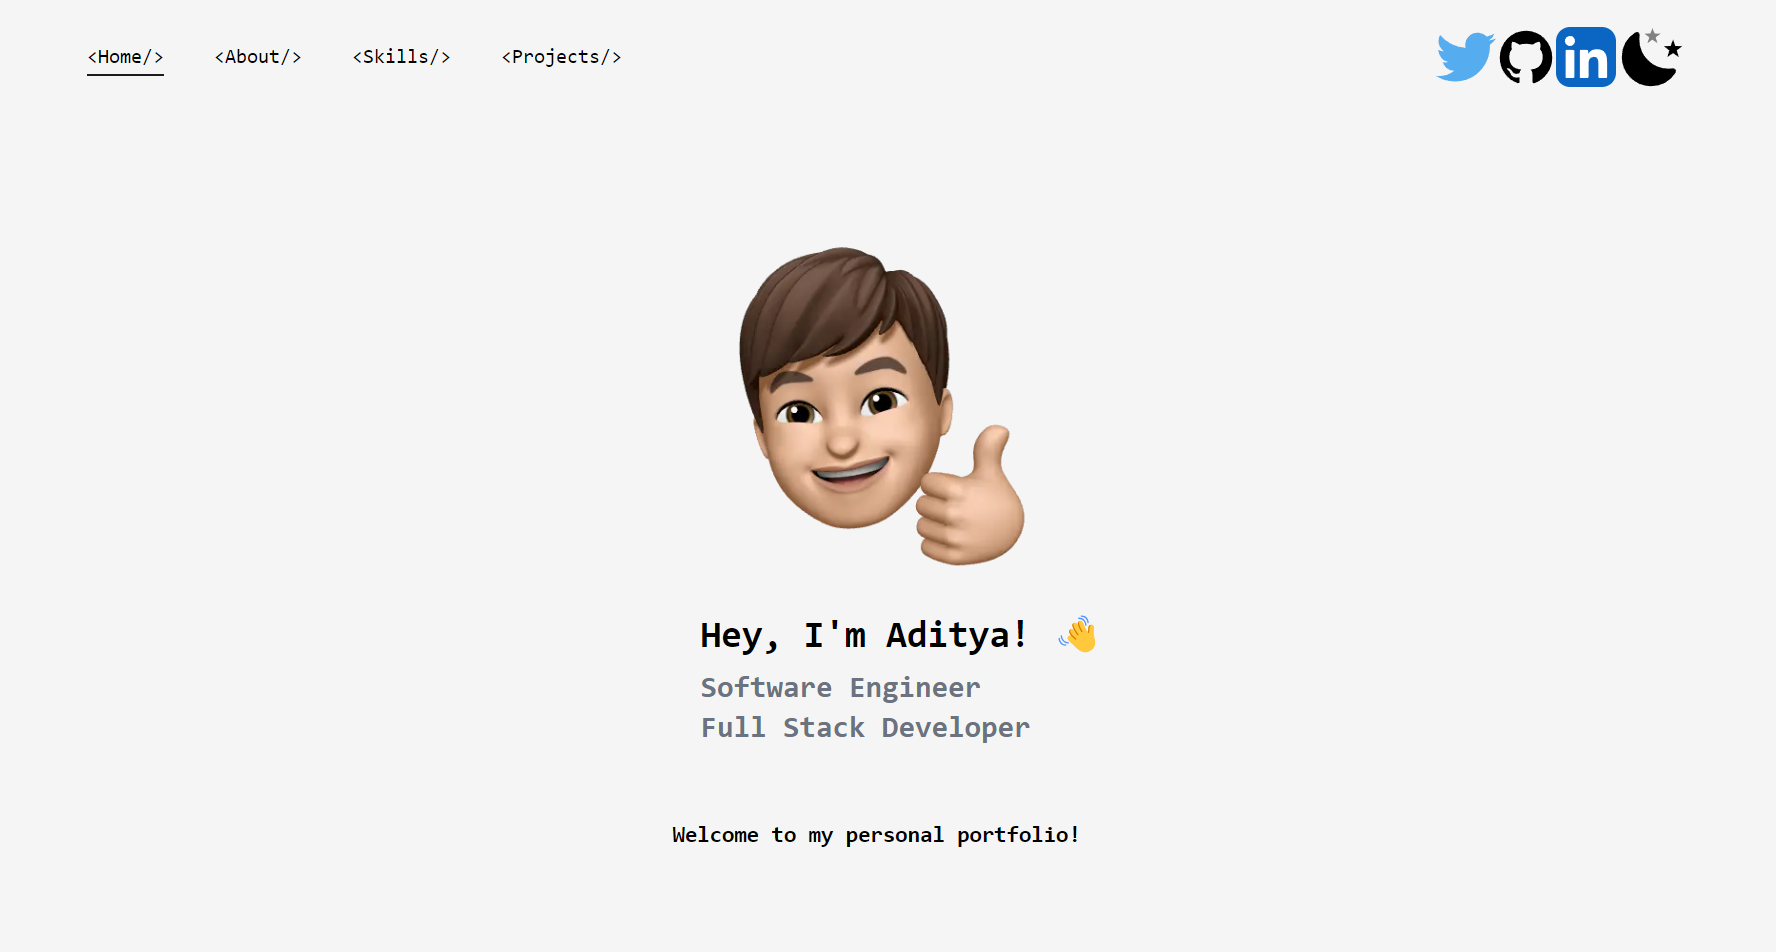 <Home/> <About/> <Skills/> <Projects/>
in
Hey, I'm Aditya!
Software Engineer
Full Stack Developer
Welcome to my personal portfolio!